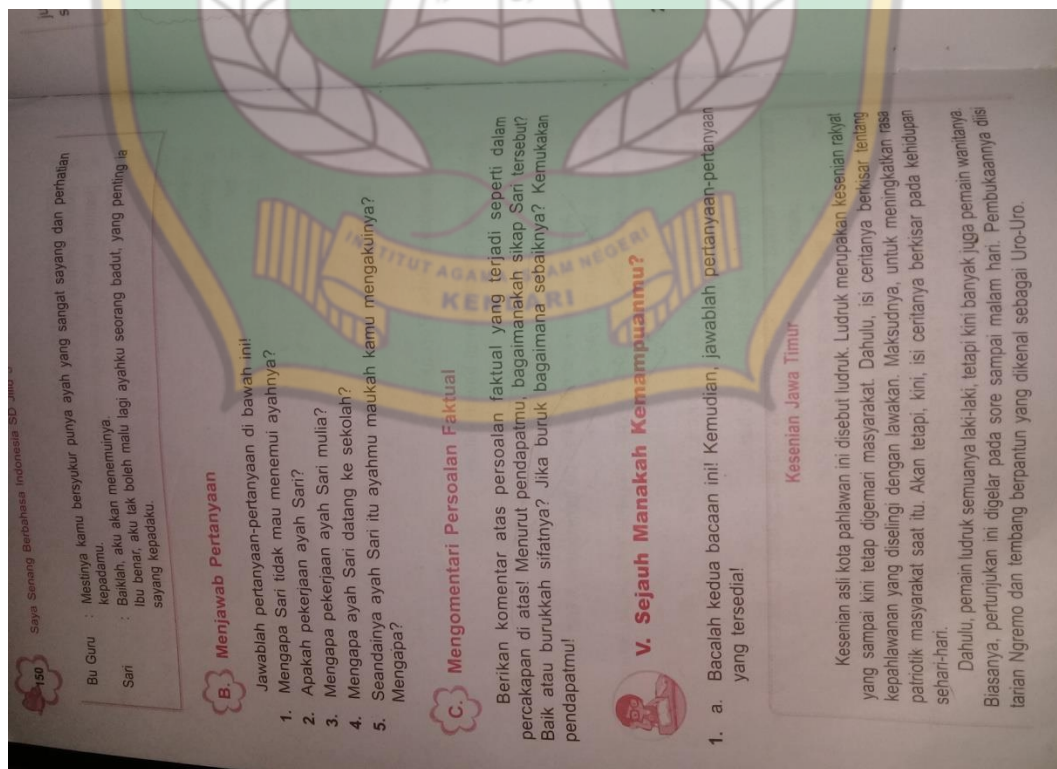 150
Saya Senang Berbahasa Indonesia SD
Bu Guru : Mestinya kamu bersyukur punya ayah yang sangat sayang dan perhatian
kepadamu.
Sari : Baiklah, aku akan menemuinya.
Ibu benar, aku tak boleh malu lagi ayahku seorang badut, yang penting ia
sayang kepadaku.
B. Menjawab Pertanyaan
Jawablah pertanyaan-pertanyaan di bawah ini!
1. Mengapa Sari tidak mau menemui ayahnya?
2. Apakah pekerjaan ayah Sari?
3. Mengapa pekerjaan ayah Sari mulia?
4. Mengapa ayah Sari datang ke sekolah?
5. Seandainya ayah Sari itu ayahmu maukah kamu mengakuinya?
Mengapa?
C. Mengomentari Persoalan Faktual
Berikan komentar atas persoalan faktual yang terjadi seperti dalam
percakapan di atas! Menurut pendapatmu, bagaimanakah sikap Sari tersebut?
Baik atau burukkah sifatnya? Jika buruk bagaimana sebaiknya? Kemukakan
pendapatmu!
V. Sejauh Manakah Kemampuanmu?
1. a. Bacalah kedua bacaan ini! Kemudian, jawablah pertanyaan-pertanyaan
yang tersedia!
Kesenian Jawa Timur
Kesenian asli kota pahlawan ini disebut ludruk. Ludruk merupakan kesenian rakyat
yang sampai kini tetap digemari masyarakat. Dahulu, isi ceritanya berkisar tentang
kepahlawanan yang diselingi dengan lawakan. Maksudnya, untuk meningkatkan rasa
patriotik masyarakat saat itu. Akan tetapi, kini, isi ceritanya berkisar pada kehidupan
sehari-hari.
Dahulu, pemain ludruk semuanya laki-laki, tetapi kini banyak juga pemain wanitanya.
Biasanya, pertunjukan ini digelar pada sore sampai malam hari. Pembukaannya diisi
tarian Ngremo dan tembang berpantun yang dikenal sebagai Uro-Uro.
INSTITUT AGAMA ISLAM NEGERI
KENDARI